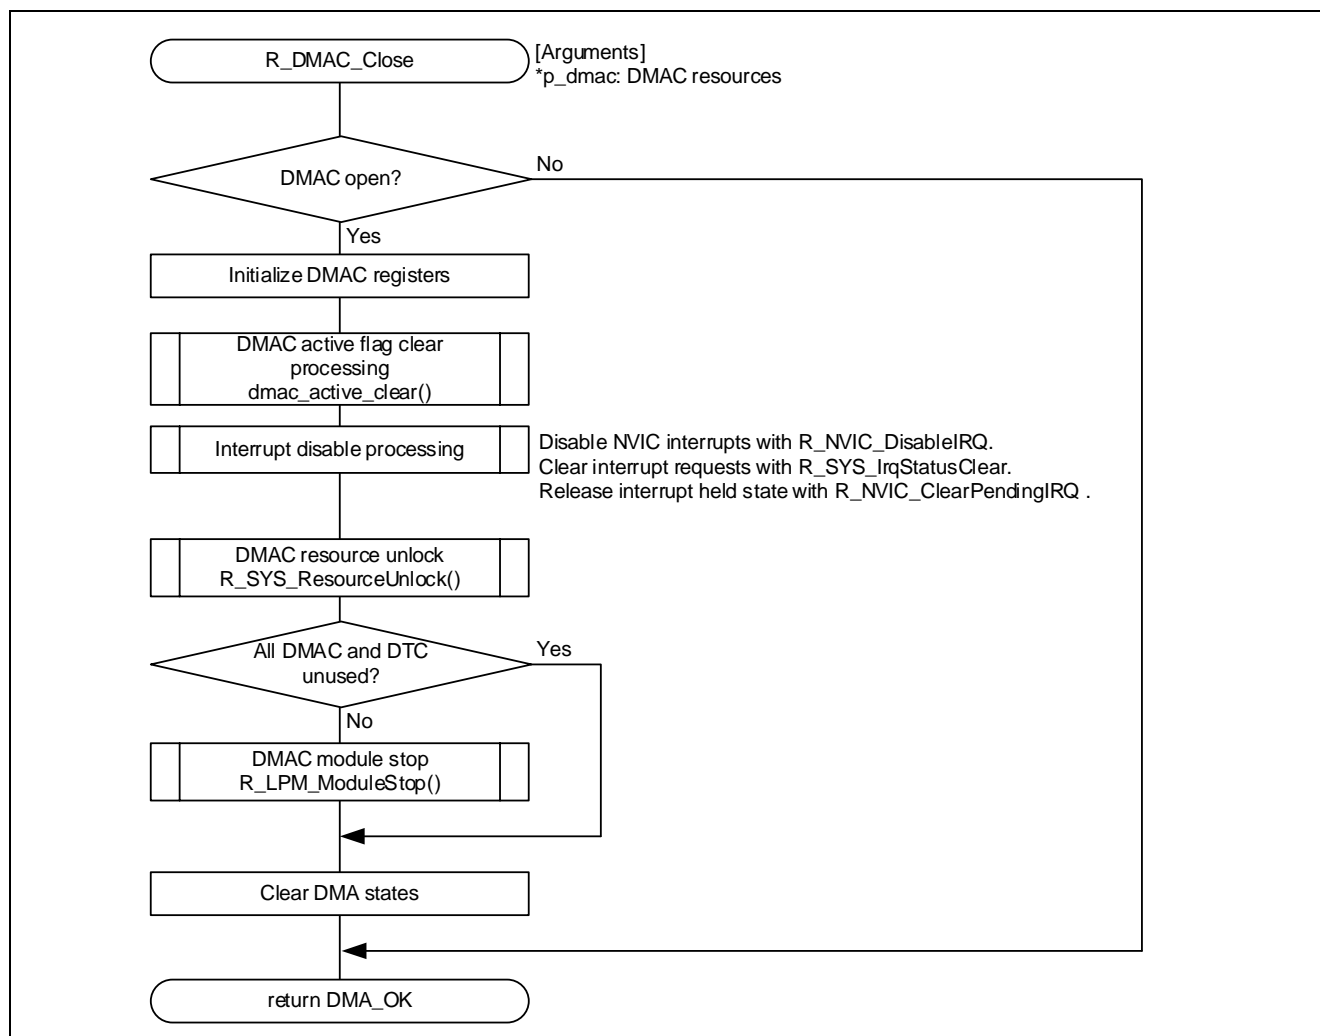 R_DMAC_Close
[Arguments]
*p_dmac: DMAC resources
DMAC open?
No
Yes
Initialize DMAC registers
DMAC active flag clear
processing
dmac_active_clear()
Interrupt disable processing
Disable NVIC interrupts with R_NVIC_DisableIRQ.
Clear interrupt requests with R_SYS_IrqStatusClear.
Release interrupt held state with R_NVIC_ClearPendingIRQ .
DMAC resource unlock
R_SYS_ResourceUnlock()
All DMAC and DTC
unused?
Yes
No
DMAC module stop
R_LPM_ModuleStop()
Clear DMA states
return DMA_OK